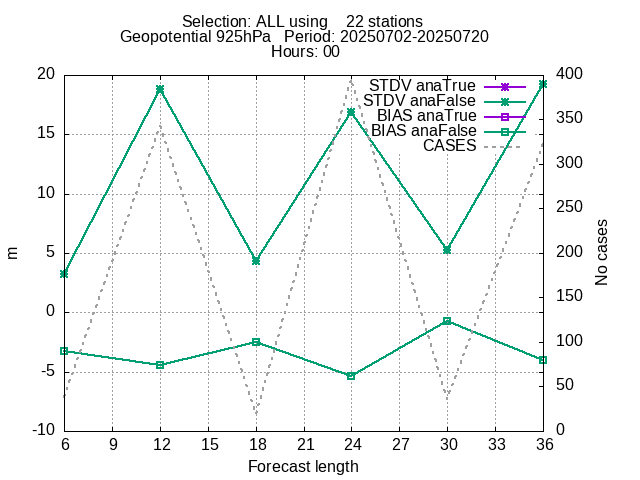 Selection: ALL using    22 stations
Geopotential 925hPa   Period: 20250702-20250720
Hours: 00
STDV anaTrue
STDV anaFalse
BIAS anaTrue
BIAS anaFalse
CASES
20
15
10
5
0
-5
-10
m
400
350
300
250
200
150
100
50
0
No cases
6 9 12 15 18 21 24 27 30 33 36
Forecast length